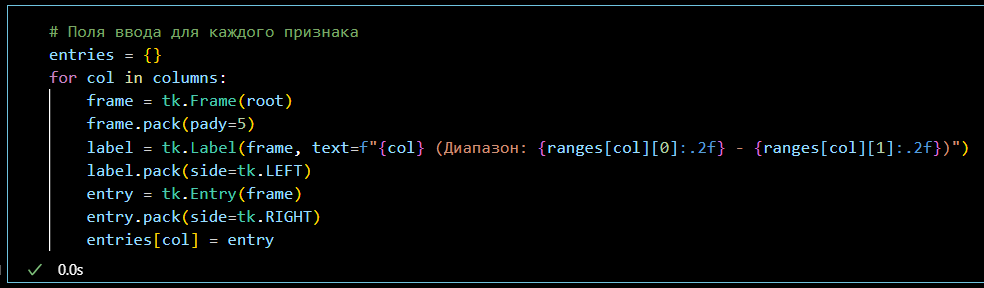 # Поля ввода для каждого признака
entries = {}
for col in columns:
    frame = tk.Frame(root)
    frame.pack(pady=5)
    label = tk.Label(frame, text=f"{col} (Диапазон: {ranges[col][0]:.2f} - {ranges[col][1]:.2f})")
    label.pack(side=tk.LEFT)
    entry = tk.Entry(frame)
    entry.pack(side=tk.RIGHT)
    entries[col] = entry
✓ 0.0s